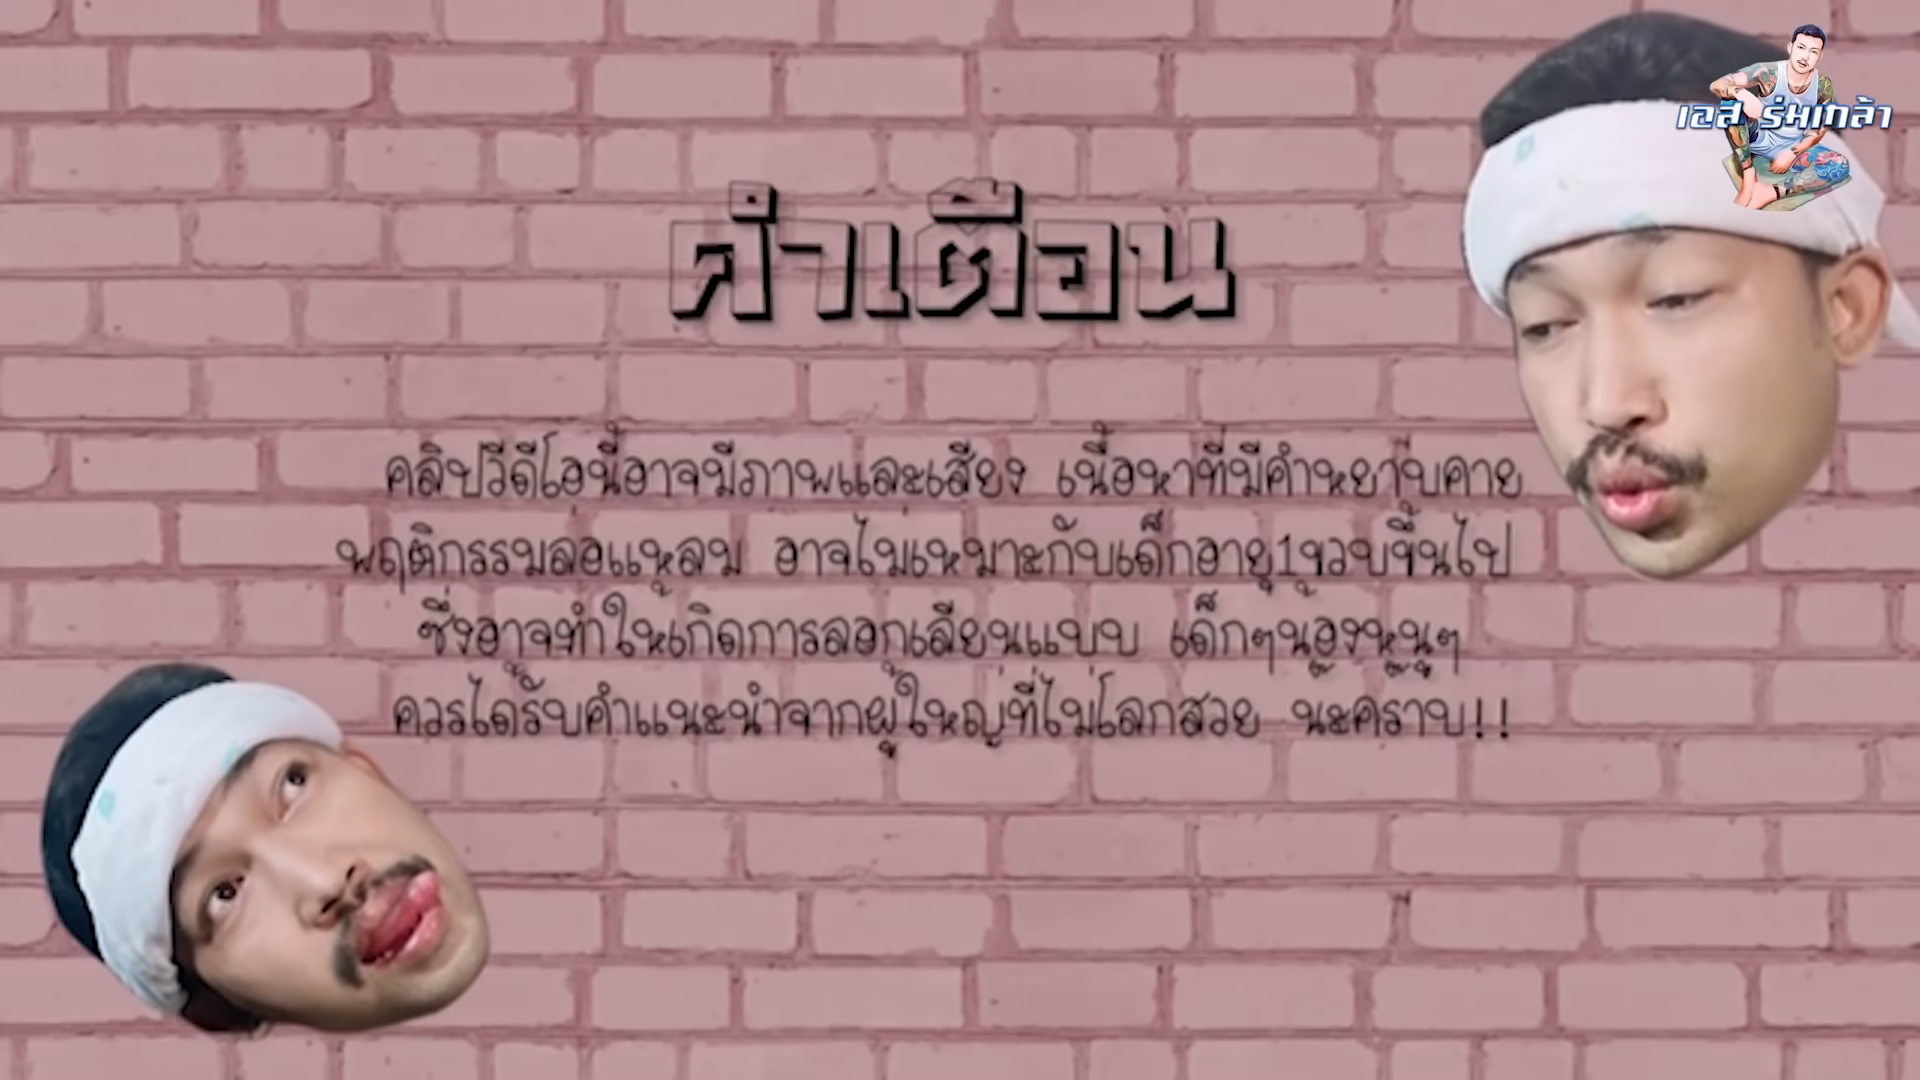 เอส ร่มเกล้า
คำเตือน
คลิปวีดีโอนี้อาจมีภาพและเสียง เนื้อหาที่มีคำหยาบคาย
พฤติกรรมล่อแหลม อาจไม่เหมาะกับเด็กอายุ1ขวบขึ้นไป
ซึ่งอาจทำให้เกิดการลอกเลียนแบบ เด็กๆน้องหนูๆ
ควรได้รับคำแนะนำจากผู้ใหญ่ที่ไม่โลกสวย นะคราบ!!